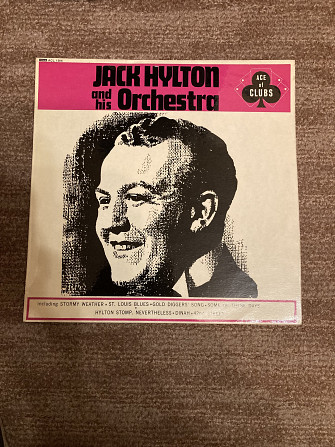 JACK HYLTON
and his Orchestra
ACE of CLUBS
including STORMY WEATHER • ST. LOUIS BLUES • GOLD DIGGERS' SONG •
HYLTON STOMP, NEVERTHELESS • DINAH •